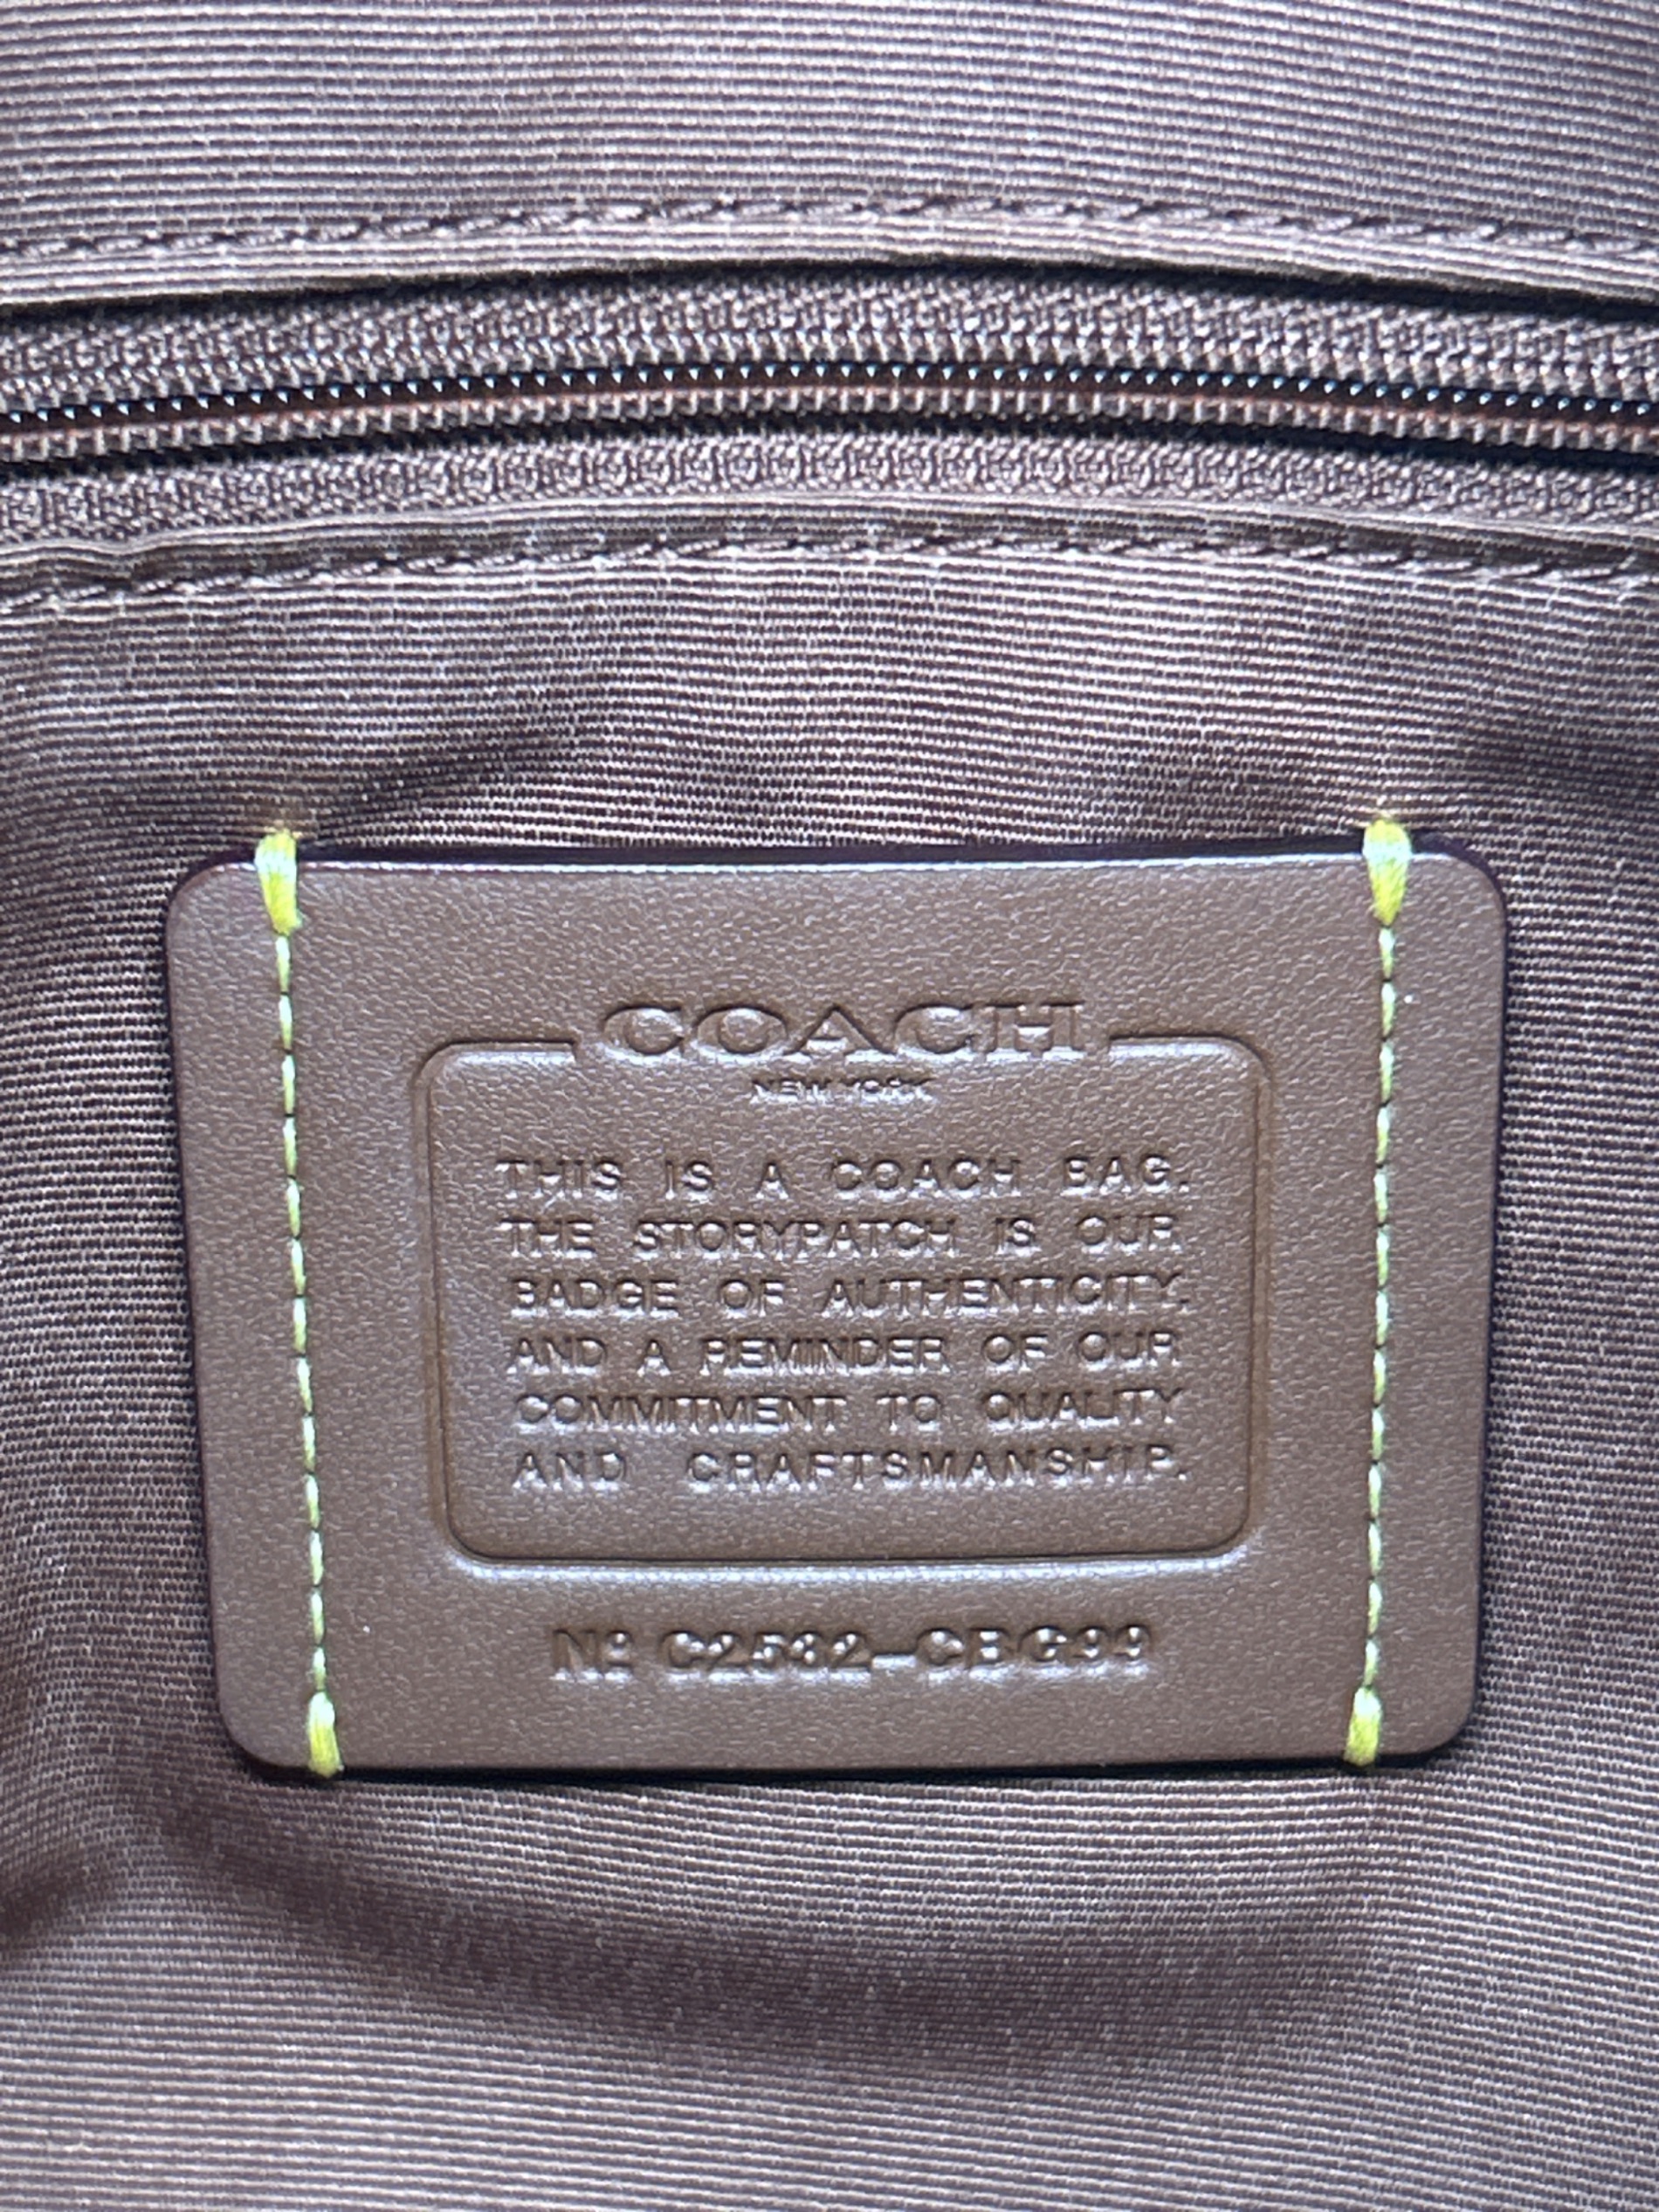 COACH
NEW YORK
THIS IS A COACH BAG.
THE STORYPATCH IS OUR
BADGE OF AUTHENTICITY,
AND A REMINDER OF OUR
COMMITMENT TO QUALITY
AND CRAFTSMANSHIP.
Nº C2582-CBG99